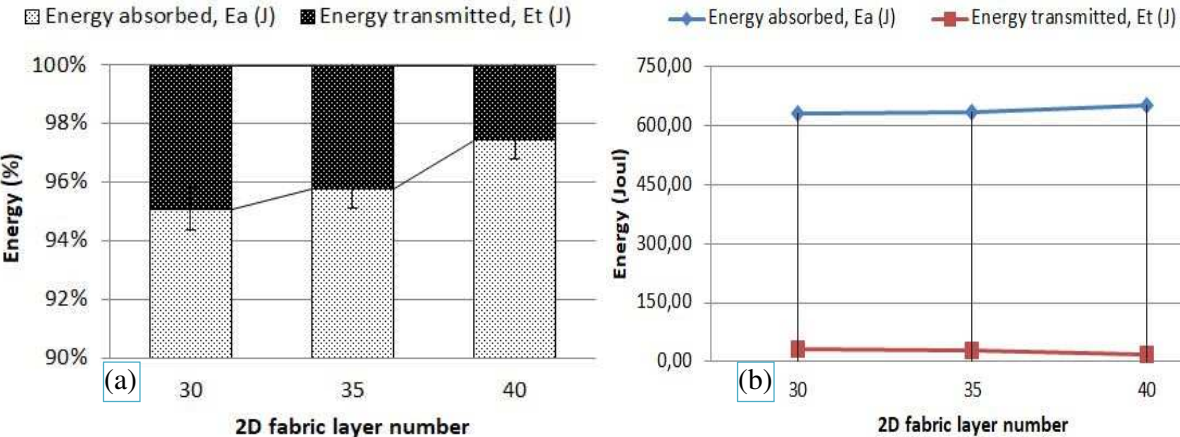 Energy absorbed, Ea (J) Energy transmitted, Et (J)
100%
98%
96%
94%
92%
90%
Energy (%)
(a)
30 35 40
2D fabric layer number
Energy absorbed, Ea (J) Energy transmitted, Et (J)
750,00
600,00
450,00
300,00
150,00
0,00
Energy (Joul)
(b)
30 35 40
2D fabric layer number